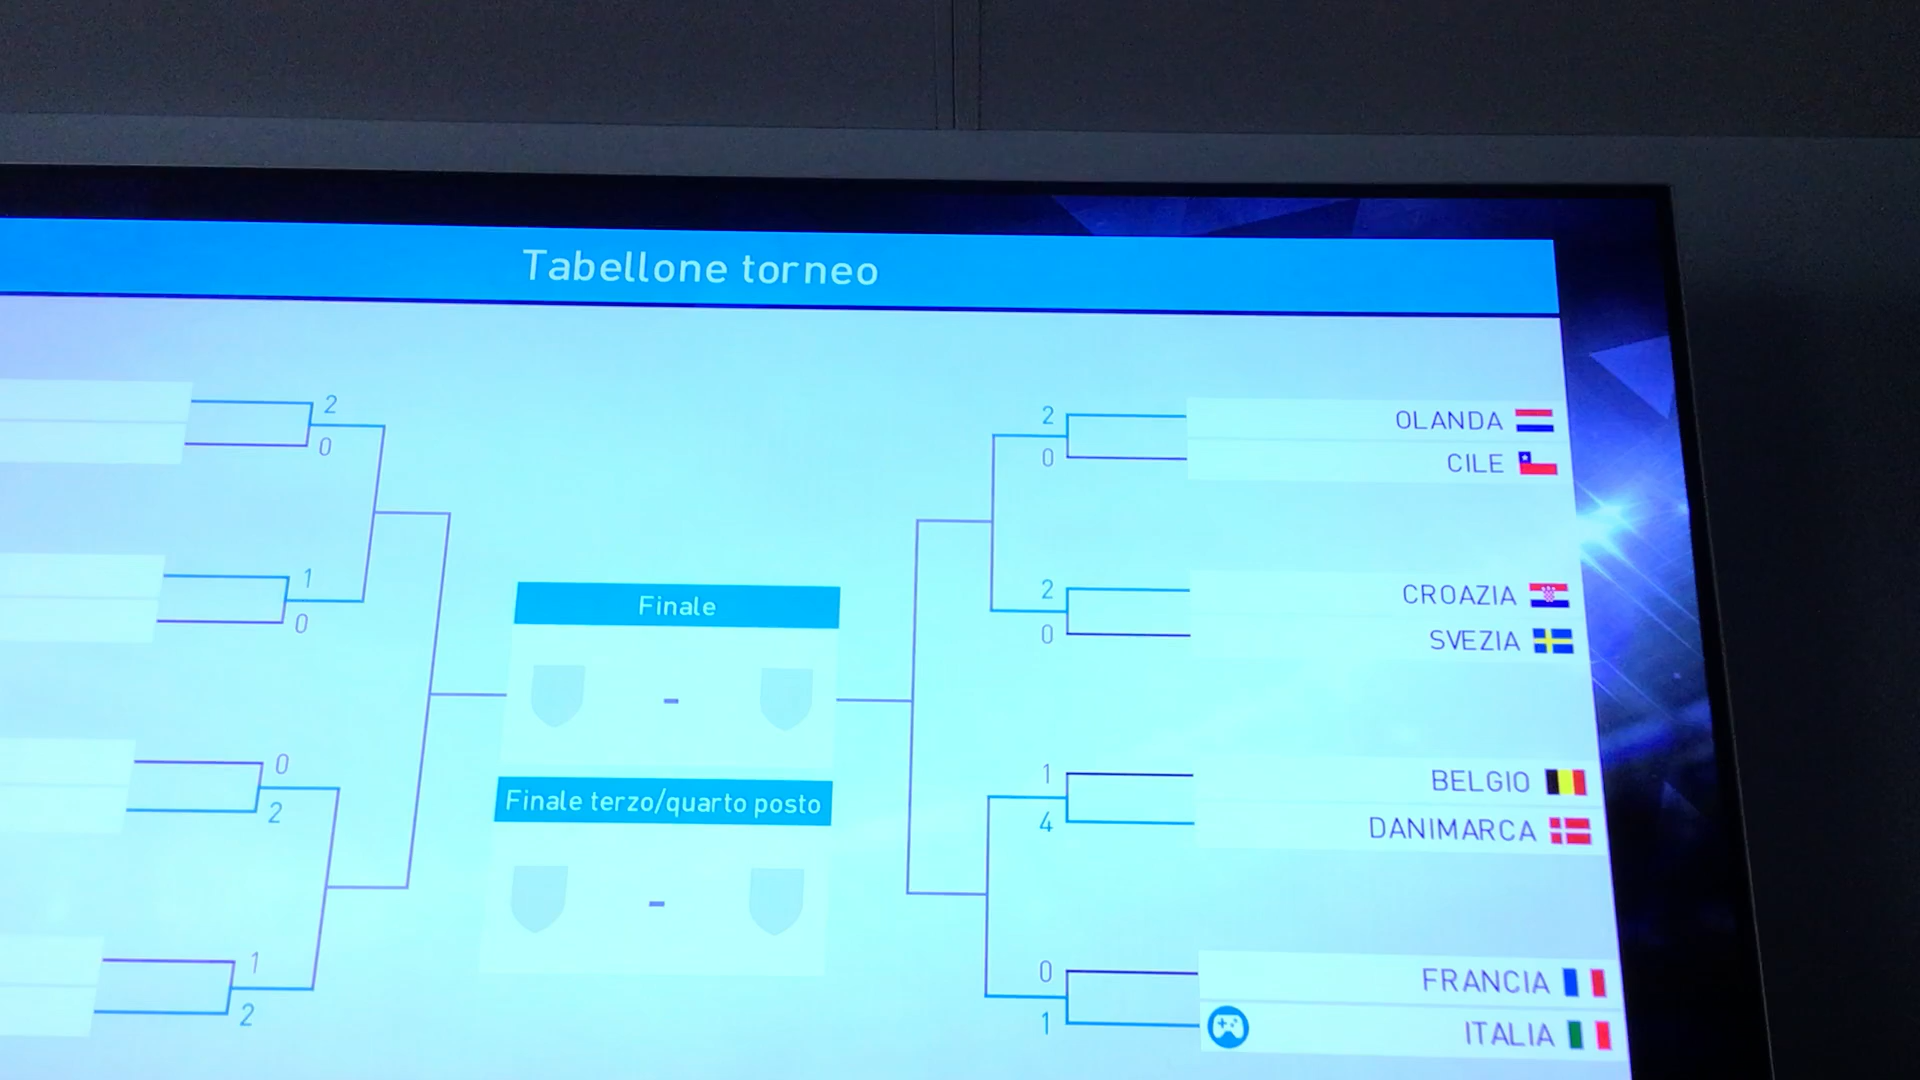 Tabellone torneo
2
0
1
0
0
2
1
2
Finale
-
Finale terzo/quarto posto
-
2 OLANDA
0 CILE
2 CROAZIA
0 SVEZIA
1 BELGIO
4 DANIMARCA
0 FRANCIA
1 ITALIA